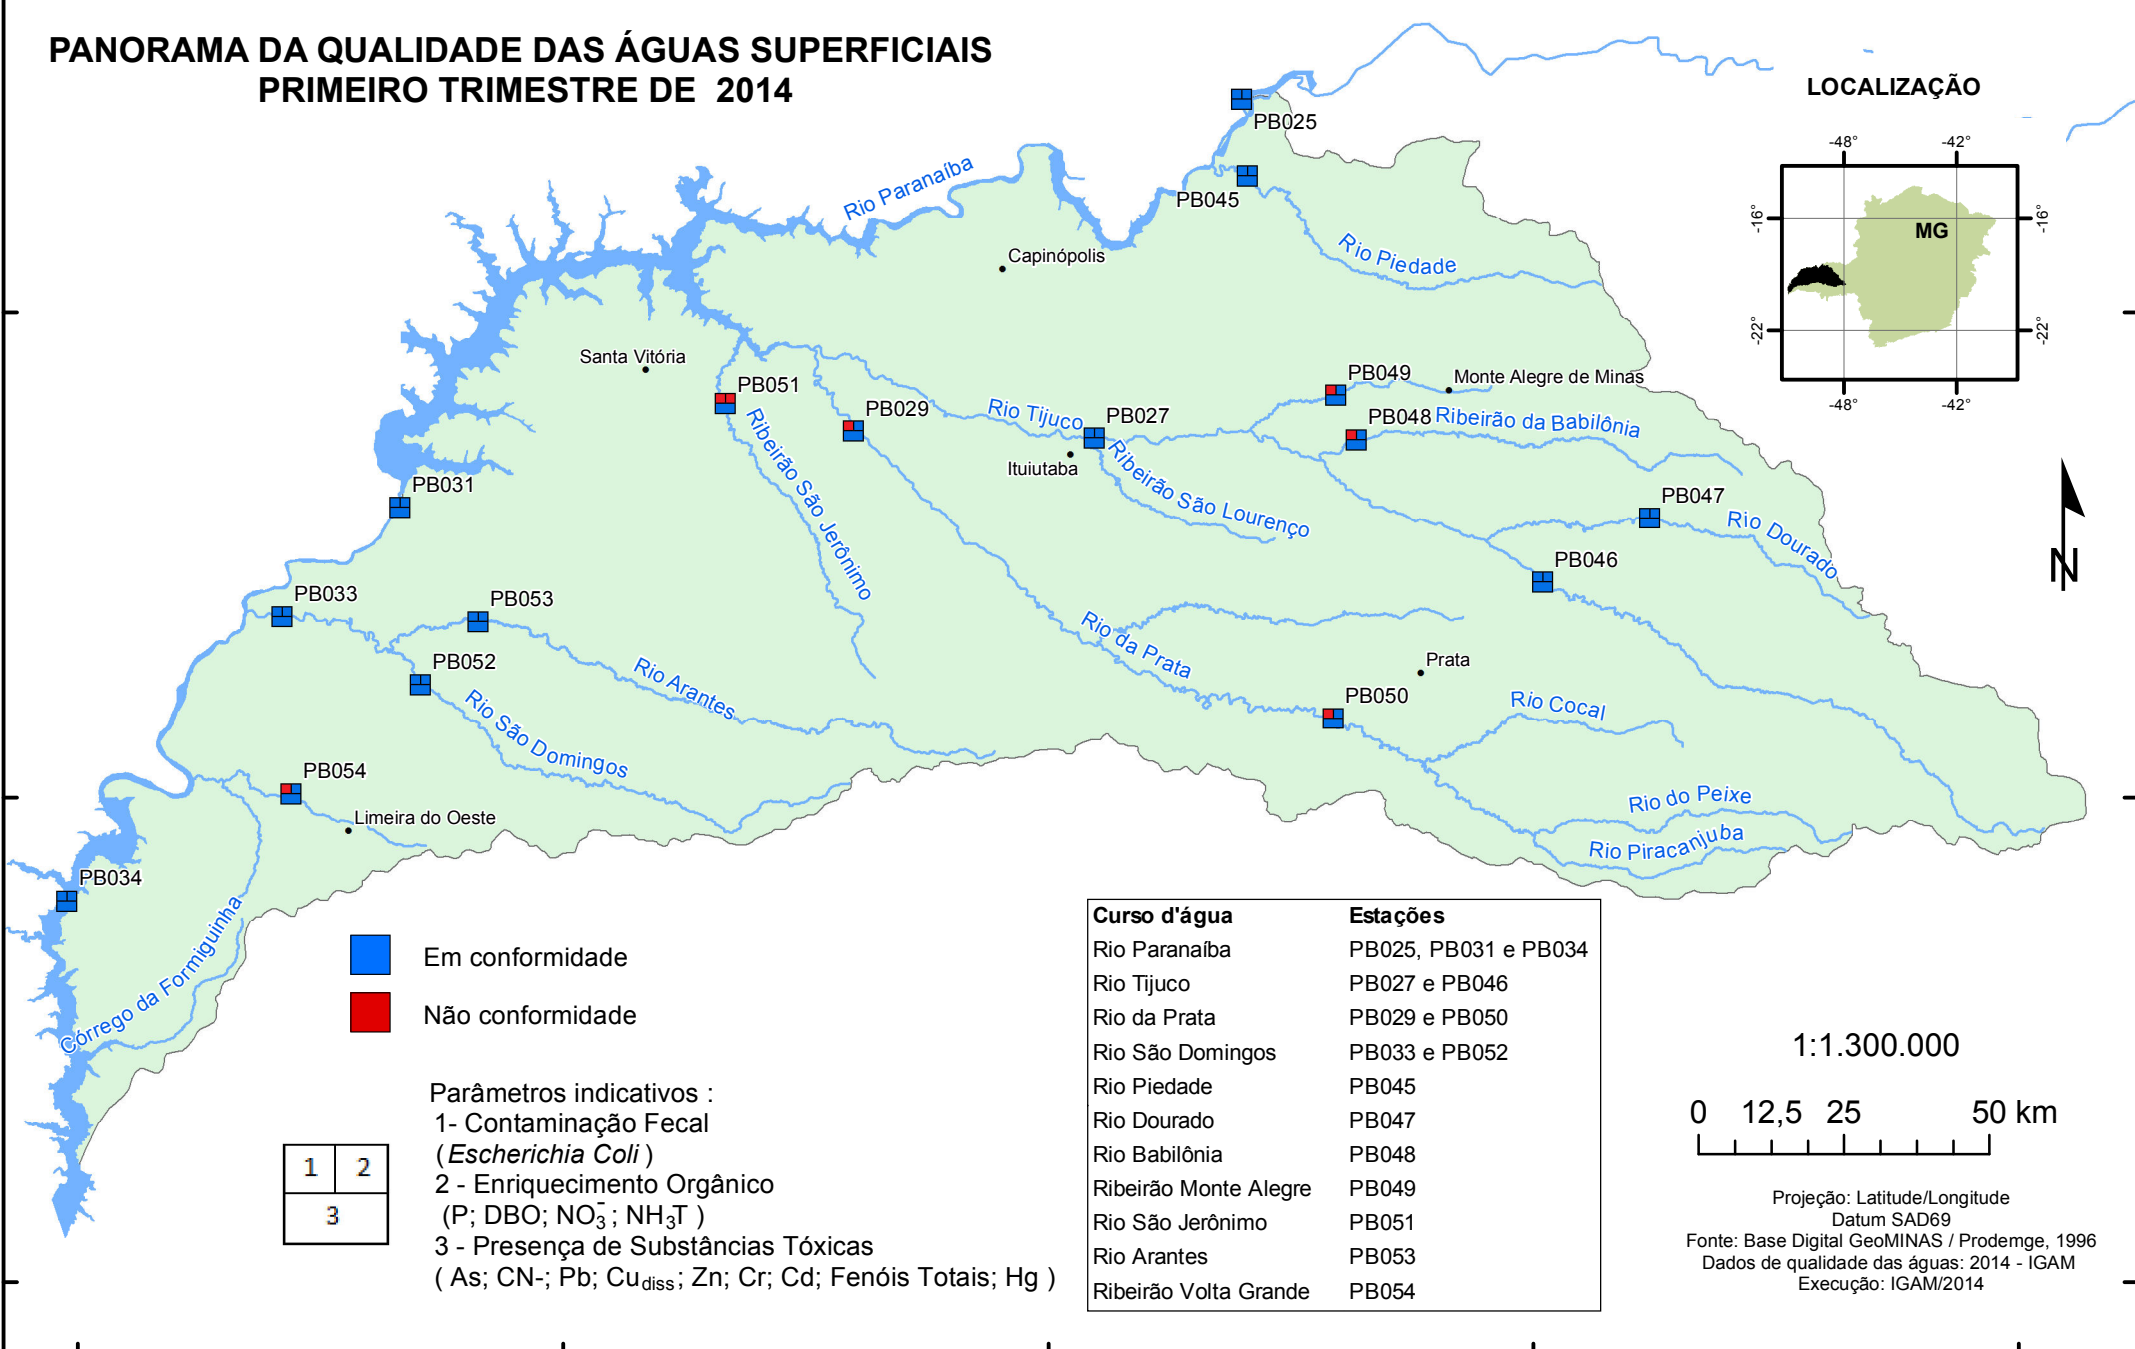 PANORAMA DA QUALIDADE DAS ÁGUAS SUPERFICIAIS
PRIMEIRO TRIMESTRE DE 2014
LOCALIZAÇÃO
-48° -42°
-16° -16°
MG
-22° -22°
-48° -42°
PB025
Rio Paranaíba
PB045
Rio Piedade
Capinópolis
Santa Vitória
PB051
PB029
Rio Tijuco
PB027
PB049
Monte Alegre de Minas
PB048
Ribeirão da Babilônia
Ituiutaba
Ribeirão São Lourenço
Ribeirão São Jerônimo
PB031
PB047
Rio Dourado
PB046
N
PB033
PB053
PB052
Rio Arantes
Rio São Domingos
Rio da Prata
Prata
PB050
Rio Cocal
PB054
Limeira do Oeste
Rio do Peixe
Rio Piracanjuba
PB034
Córrego da Formiguinha
Em conformidade
Não conformidade
Parâmetros indicativos :
1- Contaminação Fecal
( Escherichia Coli )
2 - Enriquecimento Orgânico
(P; DBO; NO3-; NH3T )
3 - Presença de Substâncias Tóxicas
( As; CN-; Pb; Cudiss; Zn; Cr; Cd; Fenóis Totais; Hg )
1 2
3
Curso d'água Estações
Rio Paranaíba PB025, PB031 e PB034
Rio Tijuco PB027 e PB046
Rio da Prata PB029 e PB050
Rio São Domingos PB033 e PB052
Rio Piedade PB045
Rio Dourado PB047
Rio Babilônia PB048
Ribeirão Monte Alegre PB049
Rio São Jerônimo PB051
Rio Arantes PB053
Ribeirão Volta Grande PB054
1:1.300.000
0 12,5 25 50 km
Projeção: Latitude/Longitude
Datum SAD69
Fonte: Base Digital GeoMINAS / Prodemge, 1996
Dados de qualidade das águas: 2014 - IGAM
Execução: IGAM/2014